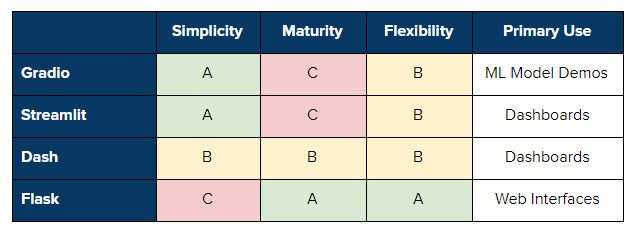 Simplicity Maturity Flexibility Primary Use
Gradio A C B ML Model Demos
Streamlit A C B Dashboards
Dash B B B Dashboards
Flask C A A Web Interfaces